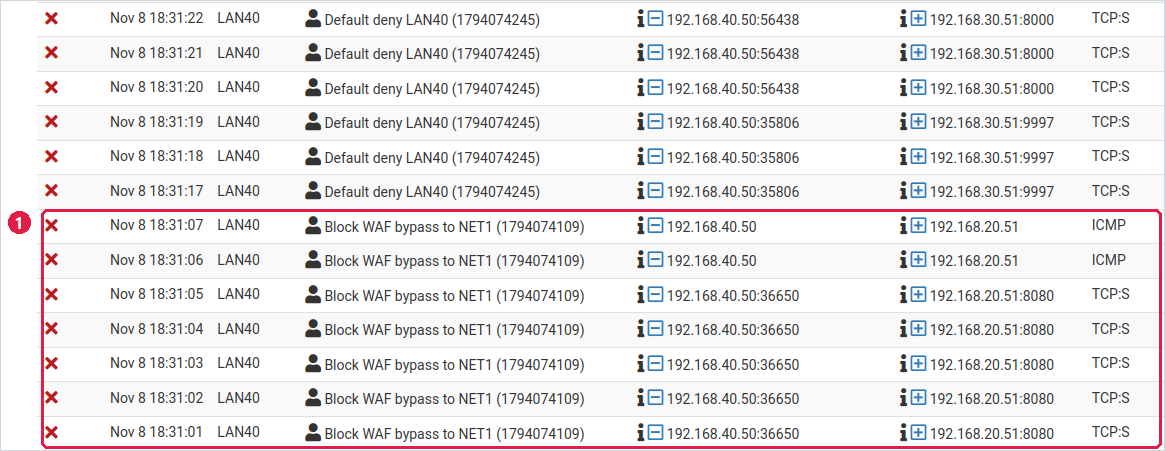 Nov 8 18:31:22 LAN40 Default deny LAN40 (1794074245) 192.168.40.50:56438 192.168.30.51:8000 TCP:S
Nov 8 18:31:21 LAN40 Default deny LAN40 (1794074245) 192.168.40.50:56438 192.168.30.51:8000 TCP:S
Nov 8 18:31:20 LAN40 Default deny LAN40 (1794074245) 192.168.40.50:56438 192.168.30.51:8000 TCP:S
Nov 8 18:31:19 LAN40 Default deny LAN40 (1794074245) 192.168.40.50:35806 192.168.30.51:9997 TCP:S
Nov 8 18:31:18 LAN40 Default deny LAN40 (1794074245) 192.168.40.50:35806 192.168.30.51:9997 TCP:S
Nov 8 18:31:17 LAN40 Default deny LAN40 (1794074245) 192.168.40.50:35806 192.168.30.51:9997 TCP:S
1 Nov 8 18:31:07 LAN40 Block WAF bypass to NET1 (1794074109) 192.168.40.50 192.168.20.51 ICMP
Nov 8 18:31:06 LAN40 Block WAF bypass to NET1 (1794074109) 192.168.40.50 192.168.20.51 ICMP
Nov 8 18:31:05 LAN40 Block WAF bypass to NET1 (1794074109) 192.168.40.50:36650 192.168.20.51:8080 TCP:S
Nov 8 18:31:04 LAN40 Block WAF bypass to NET1 (1794074109) 192.168.40.50:36650 192.168.20.51:8080 TCP:S
Nov 8 18:31:03 LAN40 Block WAF bypass to NET1 (1794074109) 192.168.40.50:36650 192.168.20.51:8080 TCP:S
Nov 8 18:31:02 LAN40 Block WAF bypass to NET1 (1794074109) 192.168.40.50:36650 192.168.20.51:8080 TCP:S
Nov 8 18:31:01 LAN40 Block WAF bypass to NET1 (1794074109) 192.168.40.50:36650 192.168.20.51:8080 TCP:S